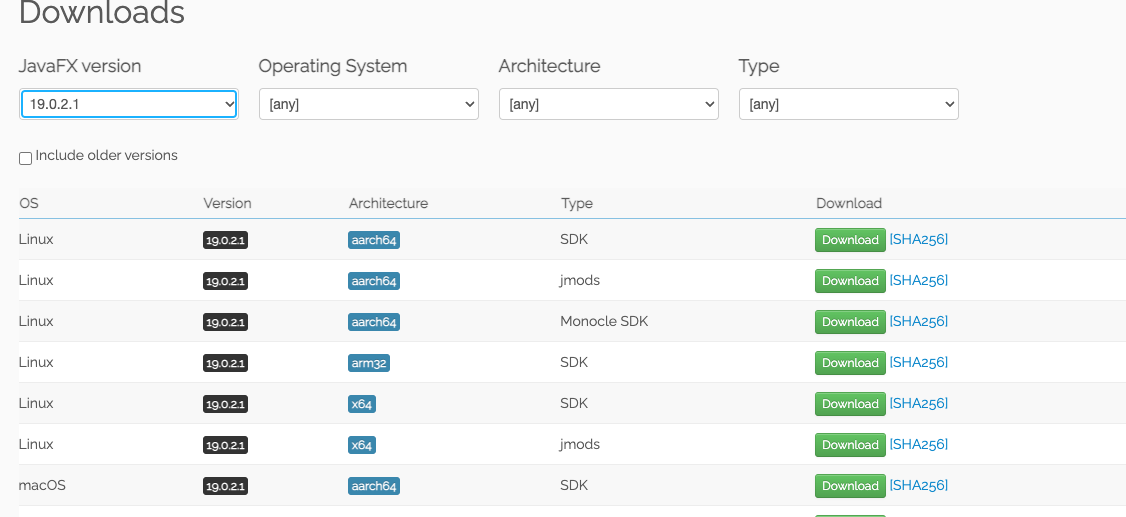 Downloads
JavaFX version Operating System Architecture Type
19.0.2.1 [any] [any] [any]
Include older versions
OS Version Architecture Type Download
Linux 19.0.2.1 aarch64 SDK Download [SHA256]
Linux 19.0.2.1 aarch64 jmods Download [SHA256]
Linux 19.0.2.1 aarch64 Monocle SDK Download [SHA256]
Linux 19.0.2.1 arm32 SDK Download [SHA256]
Linux 19.0.2.1 x64 SDK Download [SHA256]
Linux 19.0.2.1 x64 jmods Download [SHA256]
macOS 19.0.2.1 aarch64 SDK Download [SHA256]